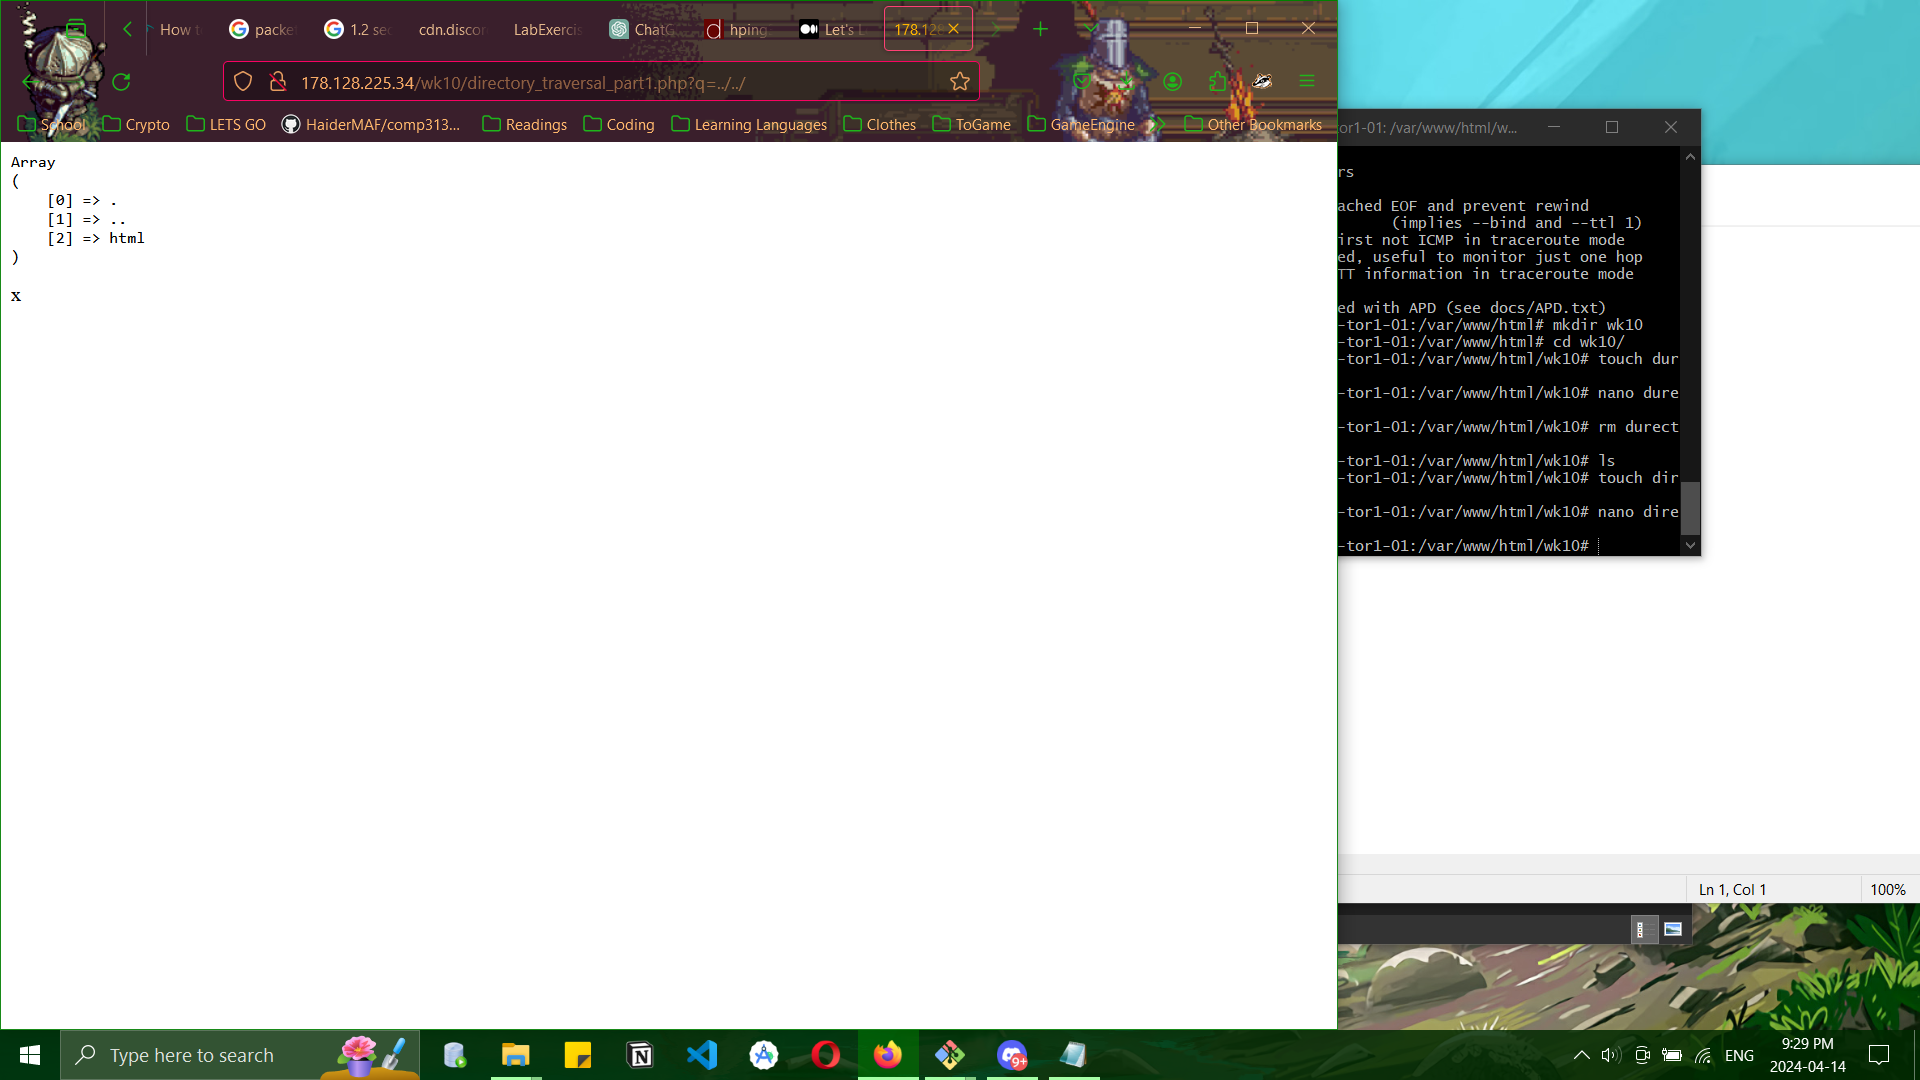 How t
packe
1.2 sec
cdn.discor
LabExercis
ChatG
hping
Let's L
178.128
178.128.225.34/wk10/directory_traversal_part1.php?q=../../
School
Crypto
LETS GO
HaiderMAF/comp313...
Readings
Coding
Learning Languages
Clothes
ToGame
GameEngine
Other Bookmarks
Array
(
[0] => .
[1] => ..
[2] => html
)
x
tor1-01: /var/www/html/w...
rs
ached EOF and prevent rewind
(implies --bind and --ttl 1)
irst not ICMP in traceroute mode
ed, useful to monitor just one hop
TT information in traceroute mode
ed with APD (see docs/APD.txt)
-tor1-01:/var/www/html# mkdir wk10
-tor1-01:/var/www/html# cd wk10/
-tor1-01:/var/www/html/wk10# touch dur
-tor1-01:/var/www/html/wk10# nano dure
-tor1-01:/var/www/html/wk10# rm durect
-tor1-01:/var/www/html/wk10# ls
-tor1-01:/var/www/html/wk10# touch dir
-tor1-01:/var/www/html/wk10# nano dire
-tor1-01:/var/www/html/wk10#
Ln 1, Col 1
100%
Type here to search
9+
ENG
9:29 PM
2024-04-14